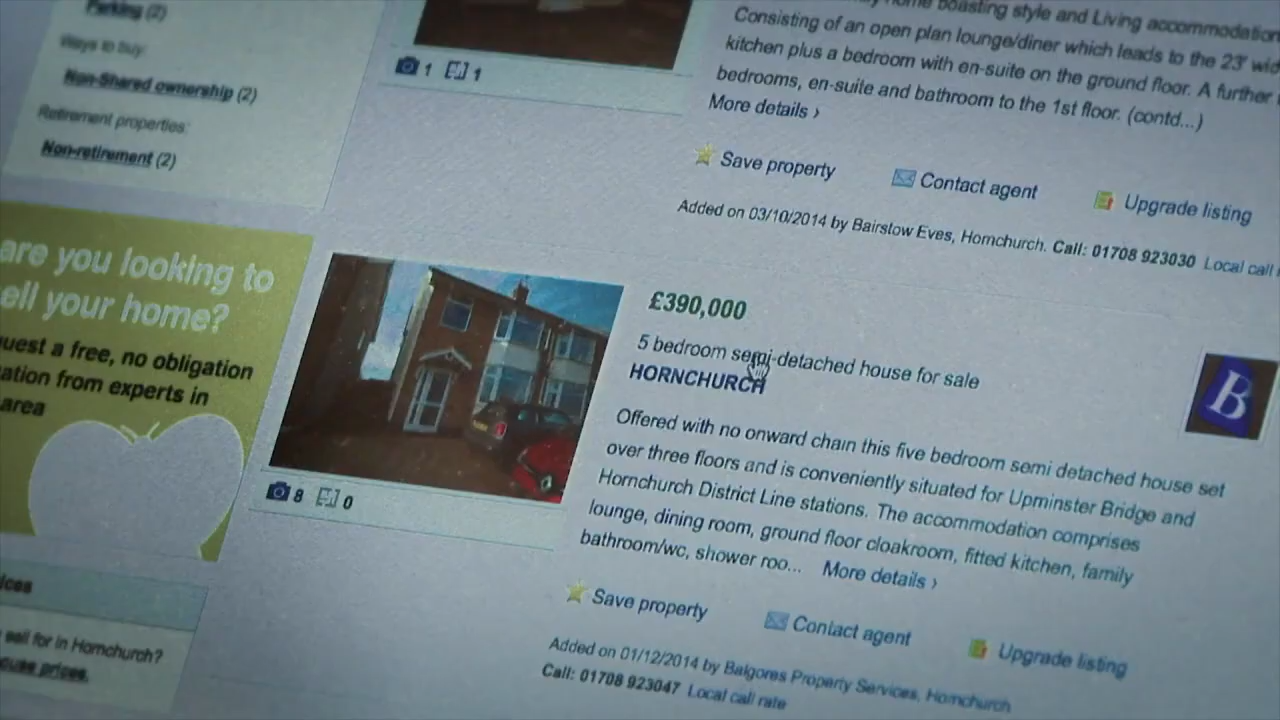 Parking (2)
Ways to buy:
Non-Shared ownership (2)
Retirement properties:
Non-retirement (2)
are you looking to
ell your home?
uest a free, no obligation
ation from experts in
area
ices
sell for in Hornchurch?
1 1
home boasting style and Living accommodation
Consisting of an open plan lounge/diner which leads to the 23' wid
kitchen plus a bedroom with en-suite on the ground floor. A further
bedrooms, en-suite and bathroom to the 1st floor. (contd...)
More details ›
Save property Contact agent Upgrade listing
Added on 03/10/2014 by Bairstow Eves, Hornchurch. Call: 01708 923030 Local call
£390,000
5 bedroom semi-detached house for sale
HORNCHURCH
B
Offered with no onward chain this five bedroom semi detached house set
over three floors and is conveniently situated for Upminster Bridge and
Hornchurch District Line stations. The accommodation comprises
lounge, dining room, ground floor cloakroom, fitted kitchen, family
bathroom/wc, shower roo... More details ›
8 0
Save property Contact agent Upgrade listing
Added on 01/12/2014 by Balgores Property Services, Hornchurch
Call: 01708 923047 Local call rate